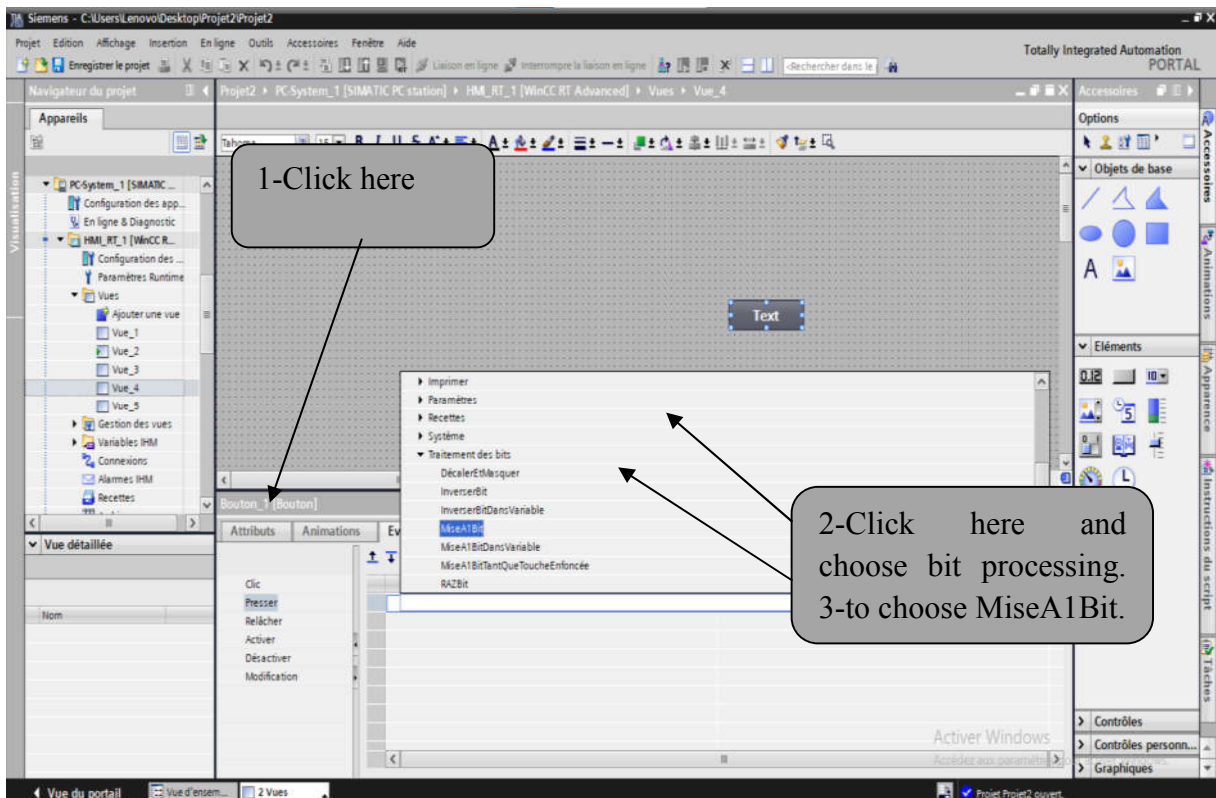 Siemens - C:\Users\Lenovo\Desktop\Projet2\Projet2
Projet Edition Affichage Insertion En ligne Outils Accessoires Fenêtre Aide
Totally Integrated Automation
PORTAL
Enregistrer le projet
Liaison en ligne
Interrompre la liaison en ligne
<Rechercher dans le
Navigateur du projet
Projet2 PC-System_1 [SIMATIC PC station] HMI_RT_1 [WinCC RT Advanced] Vues Vue_4
Accessoires
Appareils
Options
Tahoma 15
1-Click here
PC-System_1 [SIMATIC ...
Configuration des app...
En ligne & Diagnostic
HMI_RT_1 [WinCC R...
Configuration des ...
Paramètres Runtime
Vues
Ajouter une vue
Vue_1
Vue_2
Vue_3
Vue_4
Vue_5
Gestion des vues
Variables IHM
Connexions
Alarmes IHM
Recettes
Visualisation
Text
Objets de base
A
Eléments
Accessoires
Animations
Apparence
Instructions du script
Tâches
Imprimer
Paramètres
Recettes
Système
Traitement des bits
DécalerEtMasquer
InverserBit
InverserBitDansVariable
MiseA1Bit
MiseA1BitDansVariable
MiseA1BitTantQueToucheEnfoncée
RAZBit
2-Click here and
choose bit processing.
3-to choose MiseA1Bit.
Bouton_1 [Bouton]
Attributs Animations Ev
Clic
Presser
Relâcher
Activer
Désactiver
Modification
Vue détaillée
Nom
Contrôles
Contrôles personn...
Graphiques
Activer Windows
Vue du portail
Vue d'ensem...
2 Vues
Projet Projet2 ouvert.